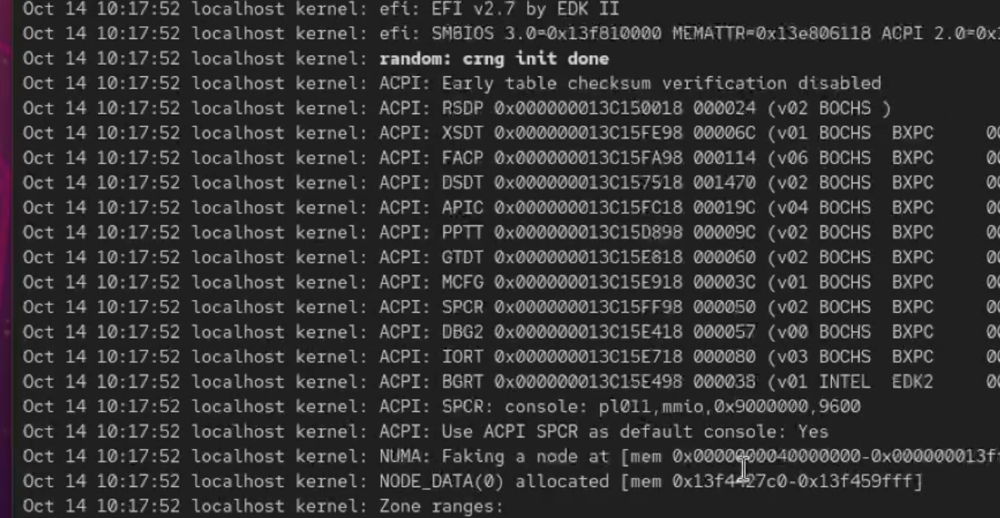 Oct 14 10:17:52 localhost kernel: efi: EFI v2.7 by EDK II
Oct 14 10:17:52 localhost kernel: efi: SMBIOS 3.0=0x13f810000 MEMATTR=0x13e806118 ACPI 2.0=0x1
Oct 14 10:17:52 localhost kernel: random: crng init done
Oct 14 10:17:52 localhost kernel: ACPI: Early table checksum verification disabled
Oct 14 10:17:52 localhost kernel: ACPI: RSDP 0x000000013C150018 000024 (v02 BOCHS )
Oct 14 10:17:52 localhost kernel: ACPI: XSDT 0x000000013C15FE98 00006C (v01 BOCHS  BXPC     00
Oct 14 10:17:52 localhost kernel: ACPI: FACP 0x000000013C15FA98 000114 (v06 BOCHS  BXPC     00
Oct 14 10:17:52 localhost kernel: ACPI: DSDT 0x000000013C157518 001470 (v02 BOCHS  BXPC     00
Oct 14 10:17:52 localhost kernel: ACPI: APIC 0x000000013C15FC18 00019C (v04 BOCHS  BXPC     00
Oct 14 10:17:52 localhost kernel: ACPI: PPTT 0x000000013C15D898 00009C (v02 BOCHS  BXPC     00
Oct 14 10:17:52 localhost kernel: ACPI: GTDT 0x000000013C15E818 000060 (v02 BOCHS  BXPC     00
Oct 14 10:17:52 localhost kernel: ACPI: MCFG 0x000000013C15E918 00003C (v01 BOCHS  BXPC     00
Oct 14 10:17:52 localhost kernel: ACPI: SPCR 0x000000013C15FF98 000050 (v02 BOCHS  BXPC     00
Oct 14 10:17:52 localhost kernel: ACPI: DBG2 0x000000013C15E418 000057 (v00 BOCHS  BXPC     00
Oct 14 10:17:52 localhost kernel: ACPI: IORT 0x000000013C15E718 000080 (v03 BOCHS  BXPC     00
Oct 14 10:17:52 localhost kernel: ACPI: BGRT 0x000000013C15E498 000038 (v01 INTEL  EDK2     00
Oct 14 10:17:52 localhost kernel: ACPI: SPCR: console: pl011,mmio,0x9000000,9600
Oct 14 10:17:52 localhost kernel: ACPI: Use ACPI SPCR as default console: Yes
Oct 14 10:17:52 localhost kernel: NUMA: Faking a node at [mem 0x0000000040000000-0x000000013ff
Oct 14 10:17:52 localhost kernel: NODE_DATA(0) allocated [mem 
Oct 14 10:17:52 localhost kernel: Zone ranges: